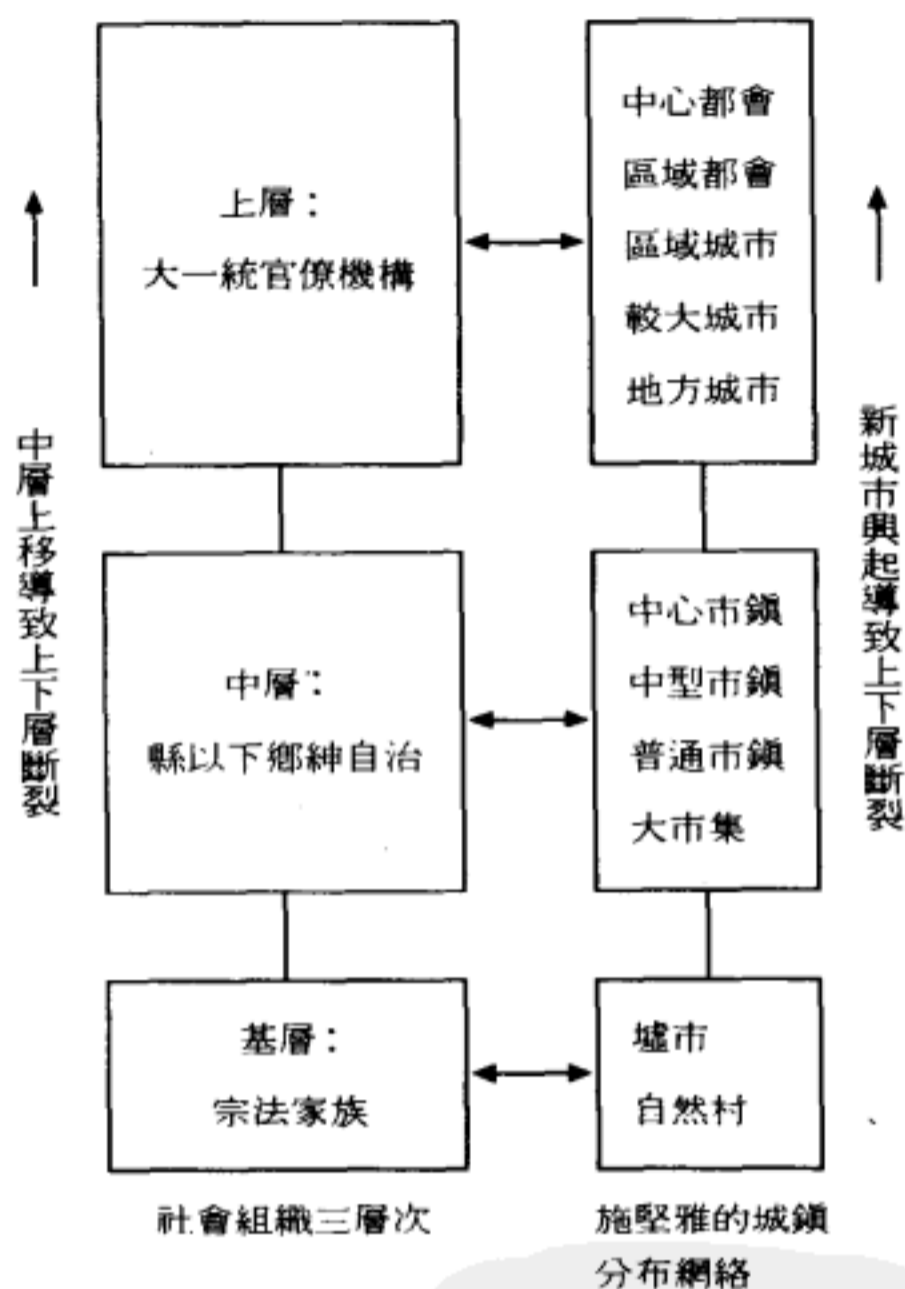 中層上移導致上下層斷裂
上層：
大一統官僚機構
中層：
縣以下鄉紳自治
基層：
宗法家族
社會組織三層次
中心都會
區域都會
區域城市
較大城市
地方城市
中心市鎮
中型市鎮
普通市鎮
大市集
墟市
自然村
施堅雅的城鎮
分布網絡
新城市興起導致上下層斷裂